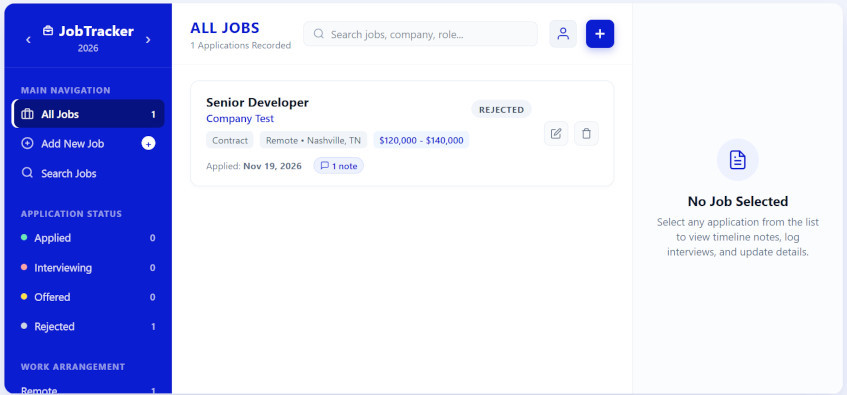 JobTracker
2026
MAIN NAVIGATION
All Jobs 1
Add New Job +
Search Jobs
APPLICATION STATUS
Applied 0
Interviewing 0
Offered 0
Rejected 1
WORK ARRANGEMENT
Remote 1
ALL JOBS
1 Applications Recorded
Search jobs, company, role...
Senior Developer
REJECTED
Company Test
Contract
Remote • Nashville, TN
$120,000 - $140,000
Applied: Nov 19, 2026
1 note
No Job Selected
Select any application from the list
to view timeline notes, log
interviews, and update details.